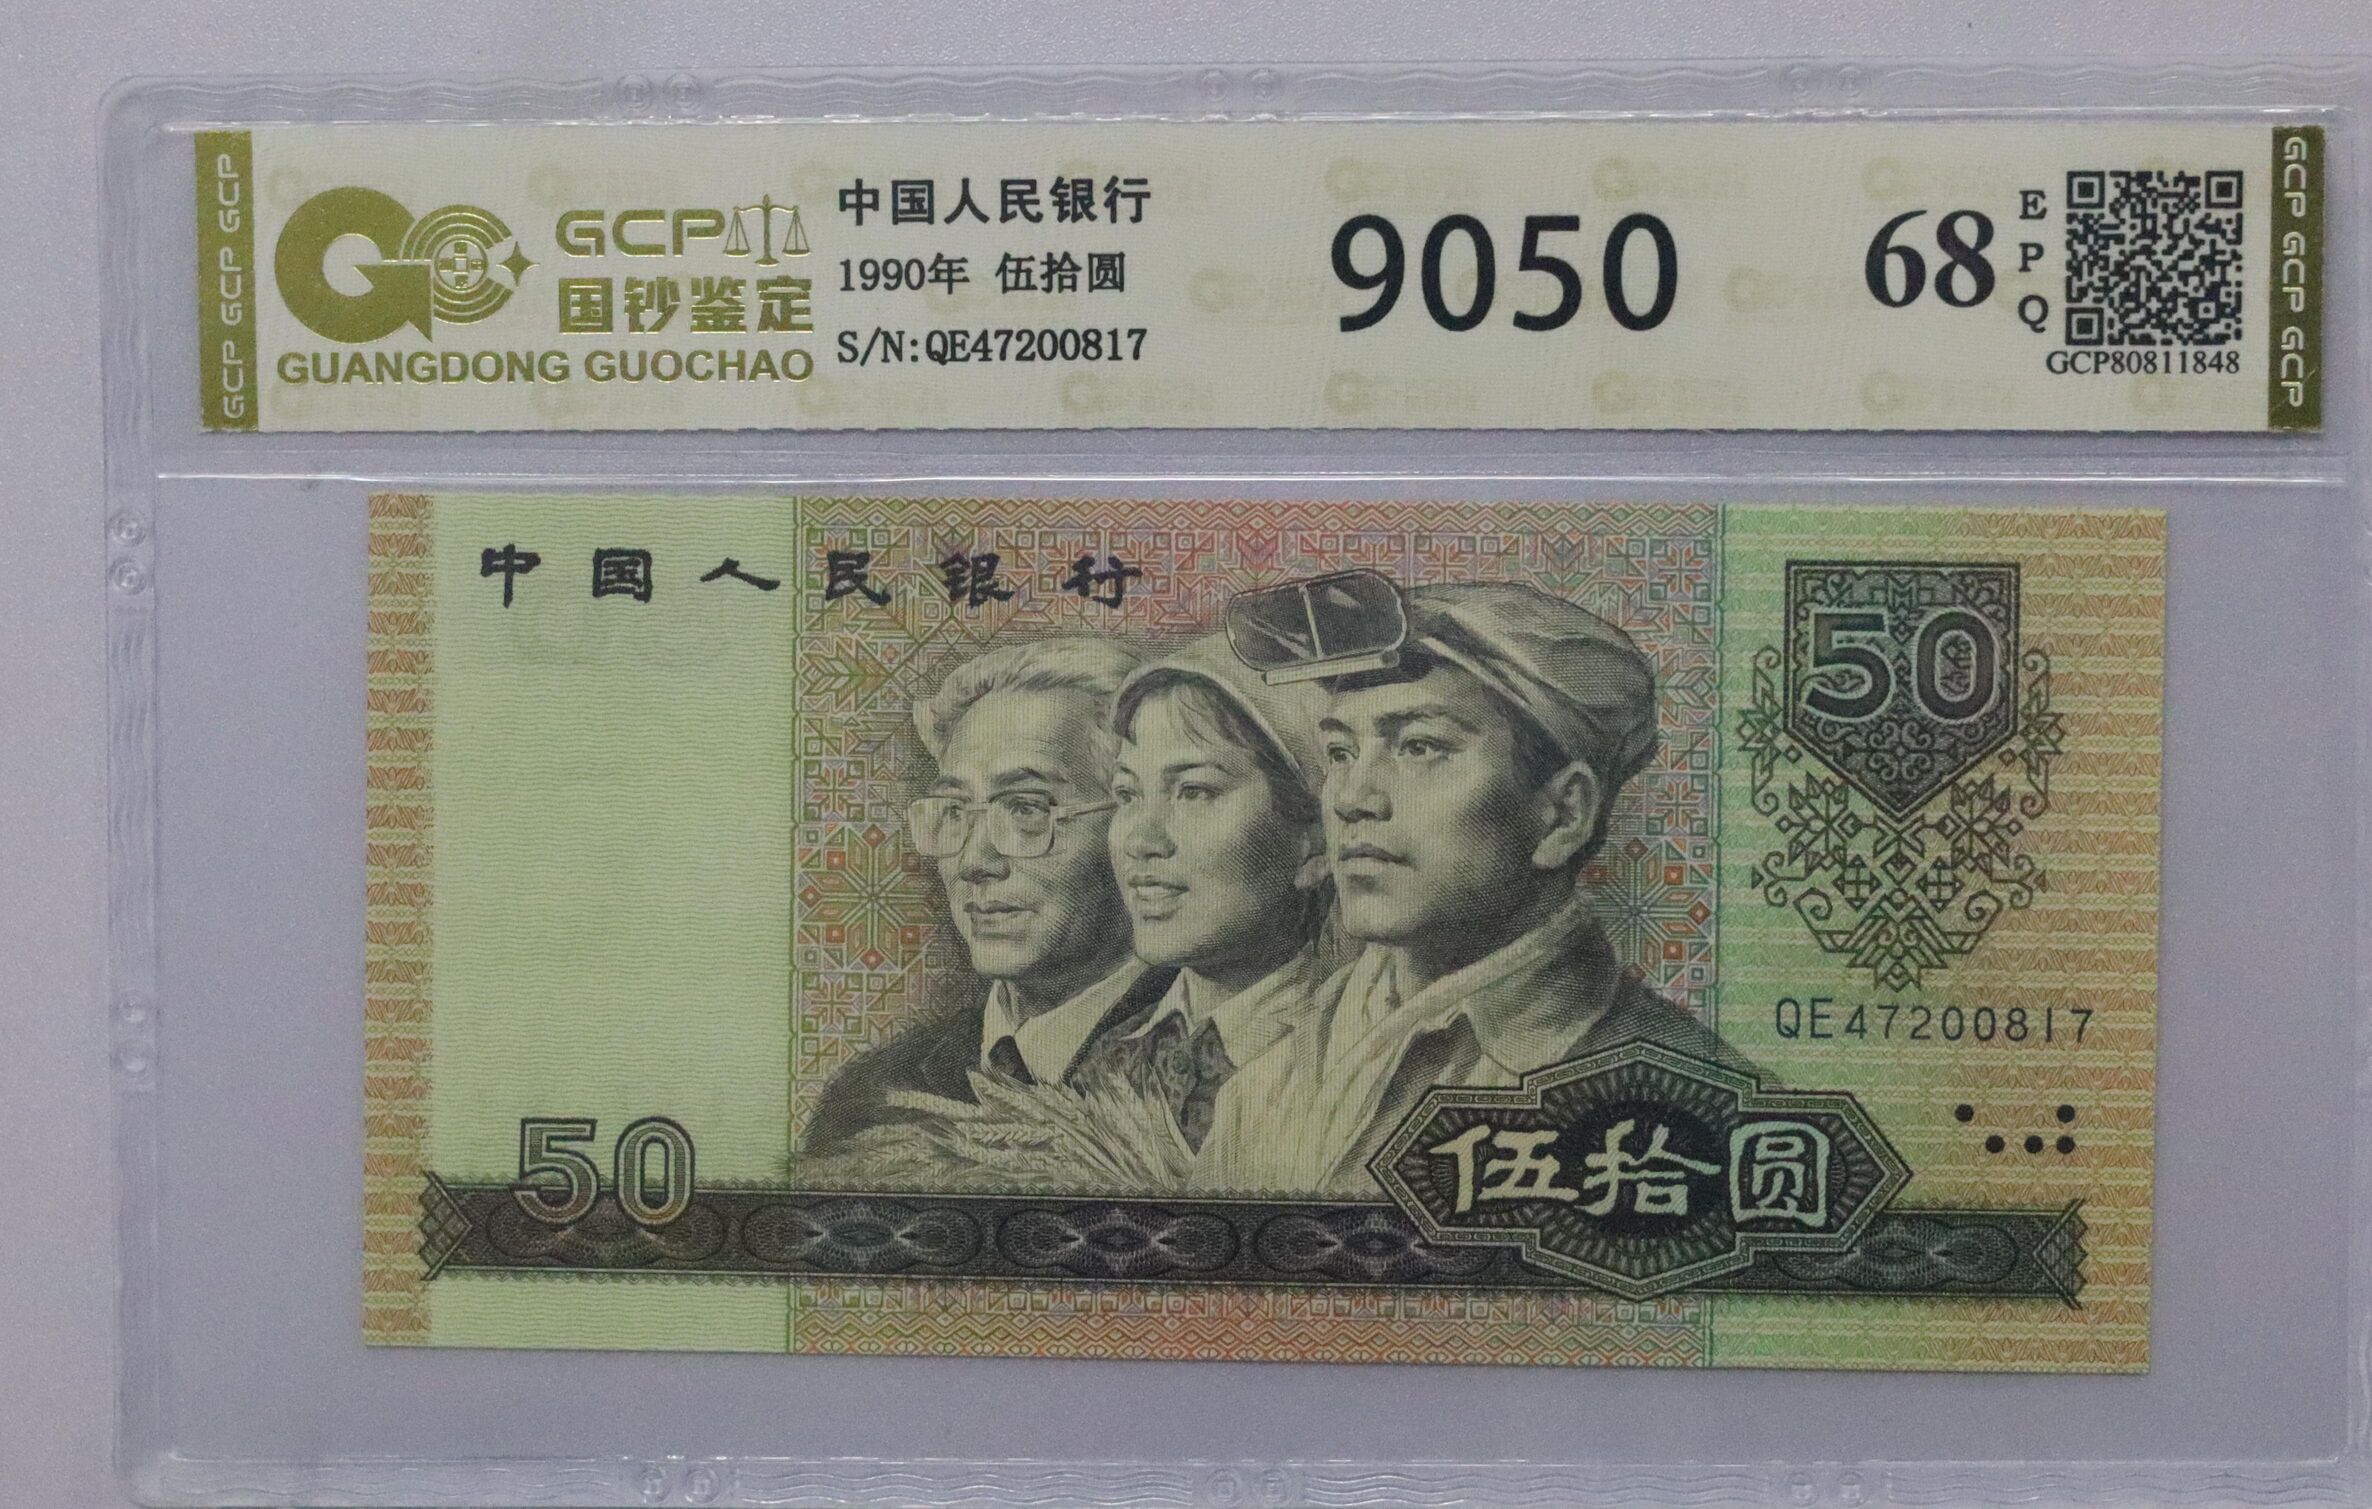 GCP GCP GCP
GCP
国钞鉴定
GUANGDONG GUOCHAO
中国人民银行
1990年 伍拾圆
S/N:QE47200817
9050
68
EPQ
GCP80811848
GCP GCP GCP
中国人民银行
50
QE47200817
50
伍拾圆